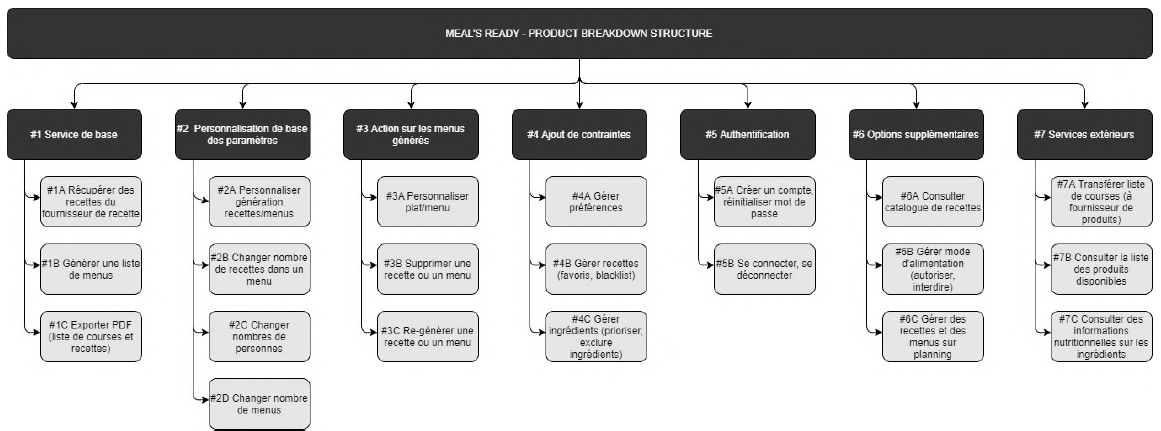 MEAL'S READY - PRODUCT BREAKDOWN STRUCTURE
#1 Service de base
#1A Récupérer des
recettes du
fournisseur de recette
#1B Générer une liste
de menus
#1C Exporter PDF
(liste de courses et
recettes)
#2 Personnalisation de base
des paramètres
#2A Personnaliser
génération
recettes/menus
#2B Changer nombre
de recettes dans un
menu
#2C Changer
nombres de
personnes
#2D Changer nombre
de menus
#3 Action sur les menus
générés
#3A Personnaliser
plat/menu
#3B Supprimer une
recette ou un menu
#3C Re-générer une
recette ou un menu
#4 Ajout de contraintes
#4A Gérer
préférences
#4B Gérer recettes
(favoris, blacklist)
#4C Gérer
ingrédients (prioriser,
exclure
ingrédients)
#5 Authentification
#5A Créer un compte,
réinitialiser mot de
passe
#5B Se connecter, se
déconnecter
#6 Options supplémentaires
#6A Consulter
catalogue de recettes
#6B Gérer mode
d'alimentation
(autoriser,
interdire)
#6C Gérer des
recettes et des
menus sur
planning
#7 Services extérieurs
#7A Transférer liste
de courses (à
fournisseur de
produits)
#7B Consulter la liste
des produits
disponibles
#7C Consulter des
informations
nutritionnelles sur les
ingrédients